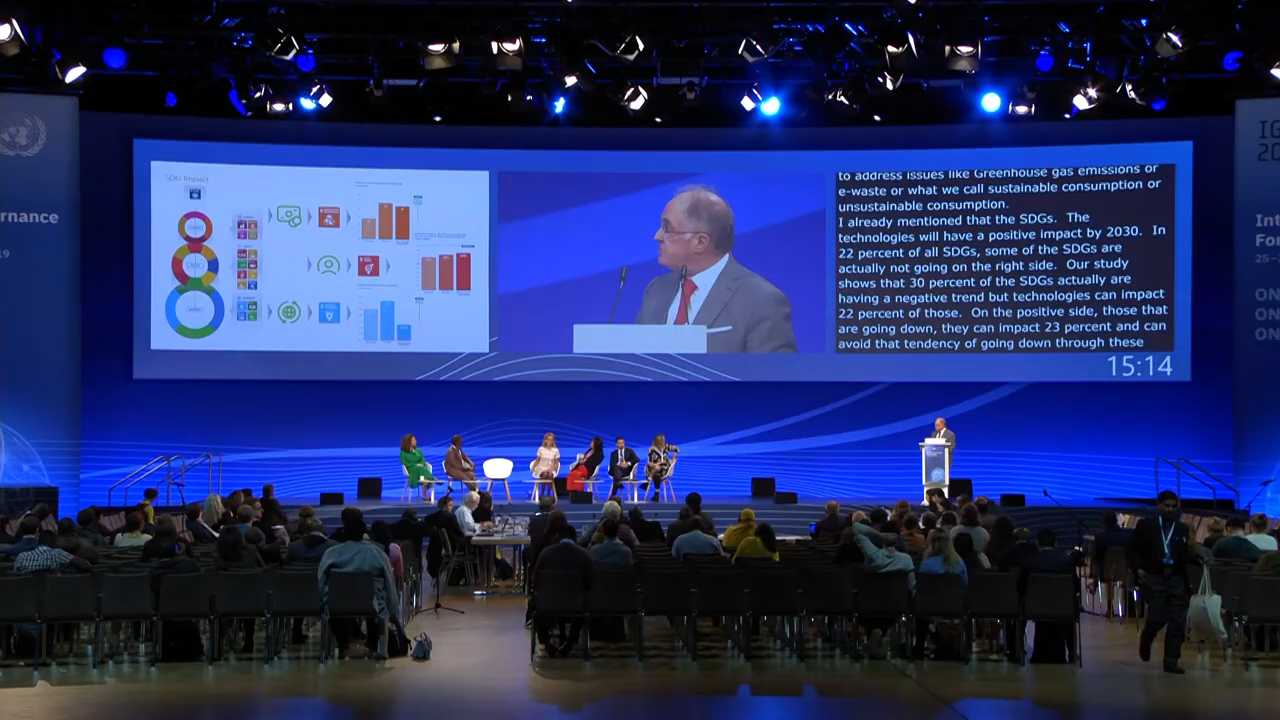 rnance
19
SDG Impact
to address issues like Greenhouse gas emissions or
e-waste or what we call sustainable consumption or
unsustainable consumption.
I already mentioned that the SDGs.  The
technologies will have a positive impact by 2030.  In
22 percent of all SDGs, some of the SDGs are
actually not going on the right side.  Our study
shows that 30 percent of the SDGs actually are
having a negative trend but technologies can impact
22 percent of those.  On the positive side, those that
are going down, they can impact 23 percent and can
avoid that tendency of going down through these
15:14
IG
20
Int
Fo
25–
ON
ON
ON